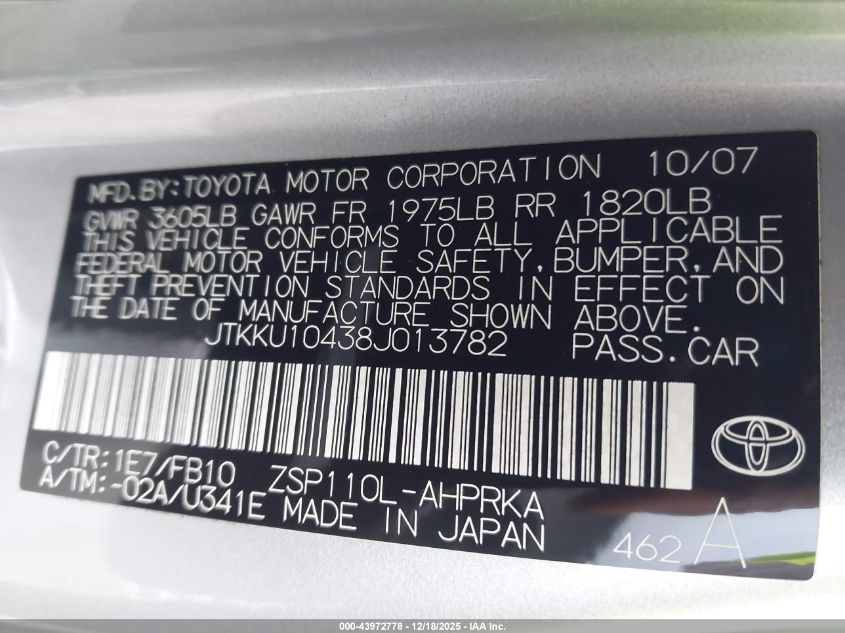 MFD.BY:TOYOTA MOTOR CORPORATION 10/07
GVWR 3605LB GAWR FR 1975LB RR 1820LB
THIS VEHICLE CONFORMS TO ALL APPLICABLE
FEDERAL MOTOR VEHICLE SAFETY,BUMPER,AND
THEFT PREVENTION STANDARDS IN EFFECT ON
THE DATE OF MANUFACTURE SHOWN ABOVE.
JTKKU10438J013782 PASS.CAR
C/TR:1E7/FB10 ZSP110L-AHPRKA
A/TM:-02A/U341E MADE IN JAPAN 462 A
000-43972778 - 12/18/2025 - IAA Inc.